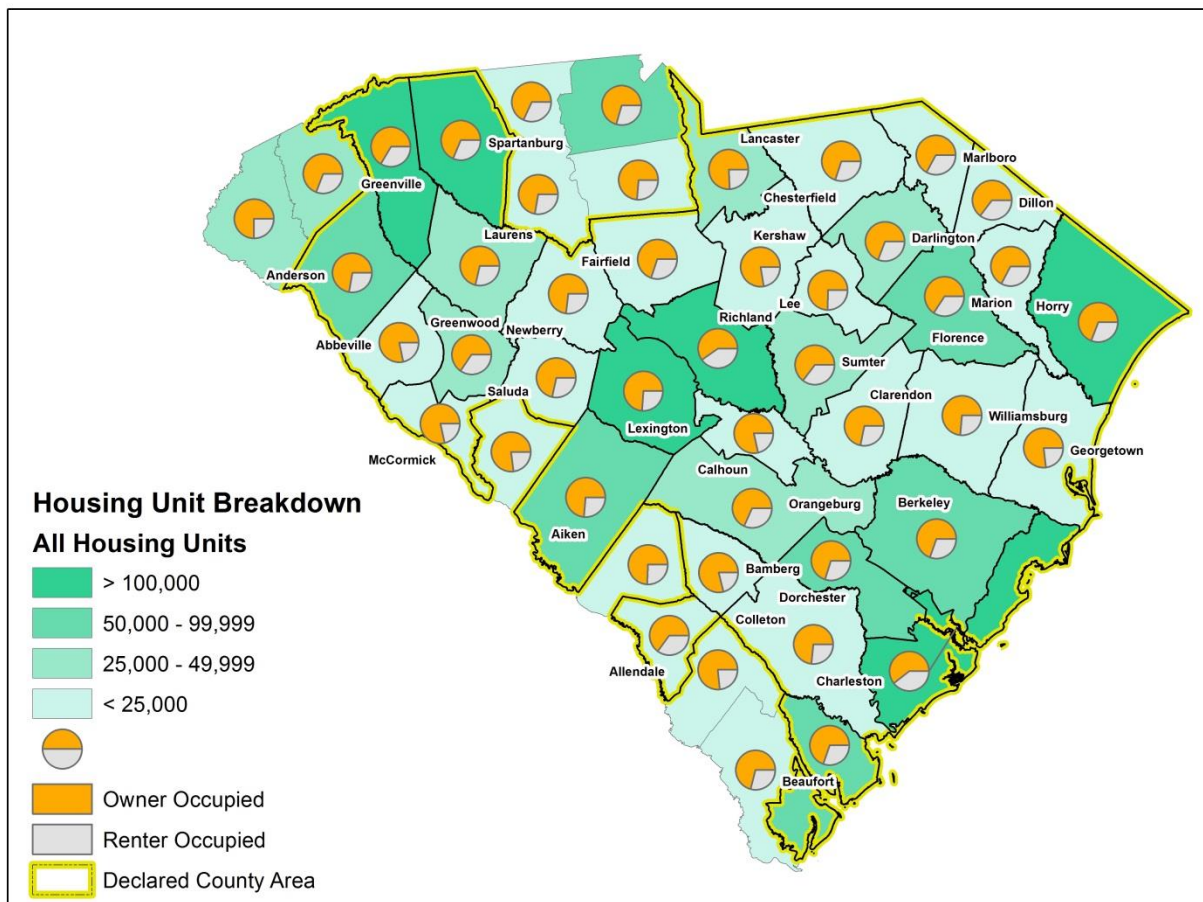 Lancaster
Marlboro
Spartanburg
Greenville
Chesterfield
Dillon
Laurens
Kershaw
Darlington
Fairfield
Anderson
Lee
Marion
Horry
Richland
Greenwood
Newberry
Florence
Abbeville
Sumter
Saluda
Clarendon
Williamsburg
Lexington
Georgetown
McCormick
Calhoun
Orangeburg
Berkeley
Aiken
Bamberg
Dorchester
Colleton
Allendale
Charleston
Beaufort
Housing Unit Breakdown
All Housing Units
> 100,000
50,000 - 99,999
25,000 - 49,999
< 25,000
Owner Occupied
Renter Occupied
Declared County Area